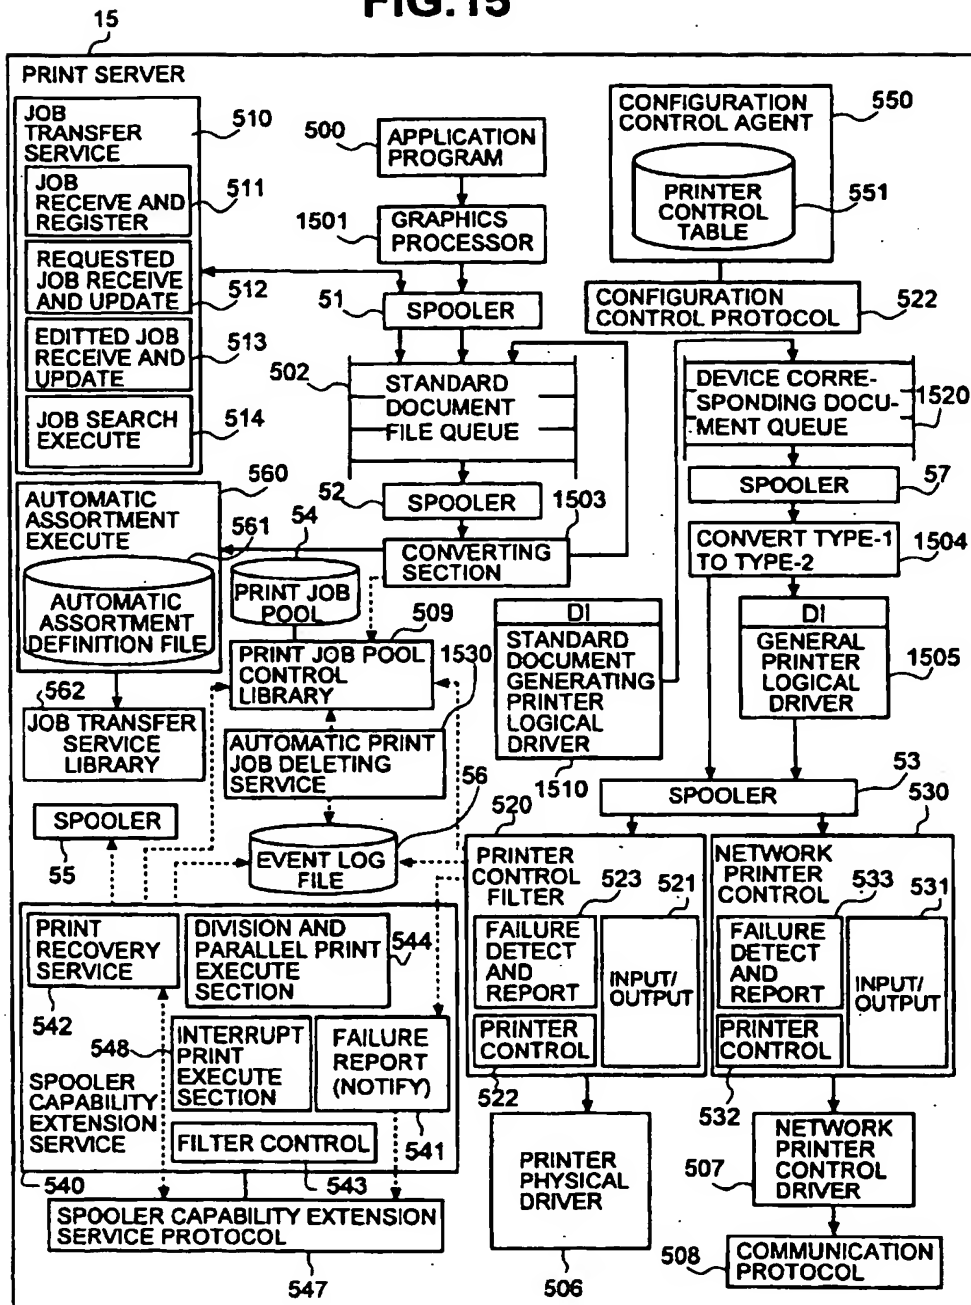 FIG.15
15
PRINT SERVER
JOB
TRANSFER
SERVICE
510
JOB
RECEIVE AND
REGISTER
511
REQUESTED
JOB RECEIVE
AND UPDATE
512
EDITTED JOB
RECEIVE AND
UPDATE
513
JOB SEARCH
EXECUTE
514
500
APPLICATION
PROGRAM
1501
GRAPHICS
PROCESSOR
51
SPOOLER
502
STANDARD
DOCUMENT
FILE QUEUE
52
SPOOLER
1503
CONVERTING
SECTION
CONFIGURATION
CONTROL AGENT
550
PRINTER
CONTROL
TABLE
551
CONFIGURATION
CONTROL PROTOCOL
522
DEVICE CORRE-
SPONDING DOCU-
MENT QUEUE
1520
SPOOLER
57
CONVERT TYPE-1
TO TYPE-2
1504
DI
GENERAL
PRINTER
LOGICAL
DRIVER
1505
560
AUTOMATIC
ASSORTMENT
EXECUTE
561
AUTOMATIC
ASSORTMENT
DEFINITION FILE
54
PRINT JOB
POOL
509
PRINT JOB POOL
CONTROL
LIBRARY
1530
DI
STANDARD
DOCUMENT
GENERATING
PRINTER
LOGICAL
DRIVER
1510
562
JOB TRANSFER
SERVICE
LIBRARY
AUTOMATIC PRINT
JOB DELETING
SERVICE
56
SPOOLER
53
SPOOLER
55
EVENT LOG
FILE
520
PRINTER
CONTROL
FILTER
523
521
FAILURE
DETECT
AND
REPORT
INPUT/
OUTPUT
PRINTER
CONTROL
522
530
NETWORK
PRINTER
CONTROL
533
531
FAILURE
DETECT
AND
REPORT
INPUT/
OUTPUT
PRINTER
CONTROL
532
PRINT
RECOVERY
SERVICE
542
DIVISION AND
PARALLEL PRINT
EXECUTE
SECTION
544
548
INTERRUPT
PRINT
EXECUTE
SECTION
FAILURE
REPORT
(NOTIFY)
541
SPOOLER
CAPABILITY
EXTENSION
SERVICE
540
FILTER CONTROL
543
SPOOLER CAPABILITY EXTENSION
SERVICE PROTOCOL
547
PRINTER
PHYSICAL
DRIVER
506
507
NETWORK
PRINTER
CONTROL
DRIVER
508
COMMUNICATION
PROTOCOL